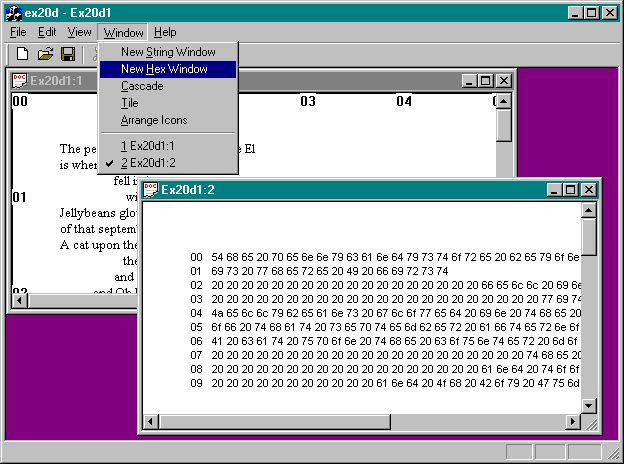 ex20d - Ex20d1
File Edit View Window Help
New String Window
New Hex Window
Cascade
Tile
Arrange Icons
1 Ex20d1:1
2 Ex20d1:2
DOC Ex20d1:1
00 03 04
The pe e El
is wher
fell i
01 wi
Jellybeans glo
of that septemb
A cat upon the
the
and
and Oh
02
DOC Ex20d1:2
00 54 68 65 20 70 65 6e 6e 79 63 61 6e 64 79 73 74 6f 72 65 20 62 65 79 6f 6e
01 69 73 20 77 68 65 72 65 20 49 20 66 69 72 73 74
02 20 20 20 20 20 20 20 20 20 20 20 20 20 20 20 20 20 20 66 65 6c 6c 20 69 6e
03 20 20 20 20 20 20 20 20 20 20 20 20 20 20 20 20 20 20 20 20 20 20 77 69 74
04 4a 65 6c 6c 79 62 65 61 6e 73 20 67 6c 6f 77 65 64 20 69 6e 20 74 68 65 20
05 6f 66 20 74 68 61 74 20 73 65 70 74 65 6d 62 65 72 20 61 66 74 65 72 6e 6f
06 41 20 63 61 74 20 75 70 6f 6e 20 74 68 65 20 63 6f 75 6e 74 65 72 20 6d 6f
07 20 20 20 20 20 20 20 20 20 20 20 20 20 20 20 20 20 20 20 20 20 74 68 65 20
08 20 20 20 20 20 20 20 20 20 20 20 20 20 20 20 20 20 20 61 6e 64 20 74 6f 6f
09 20 20 20 20 20 20 20 20 20 20 20 61 6e 64 20 4f 68 20 42 6f 79 20 47 75 6d